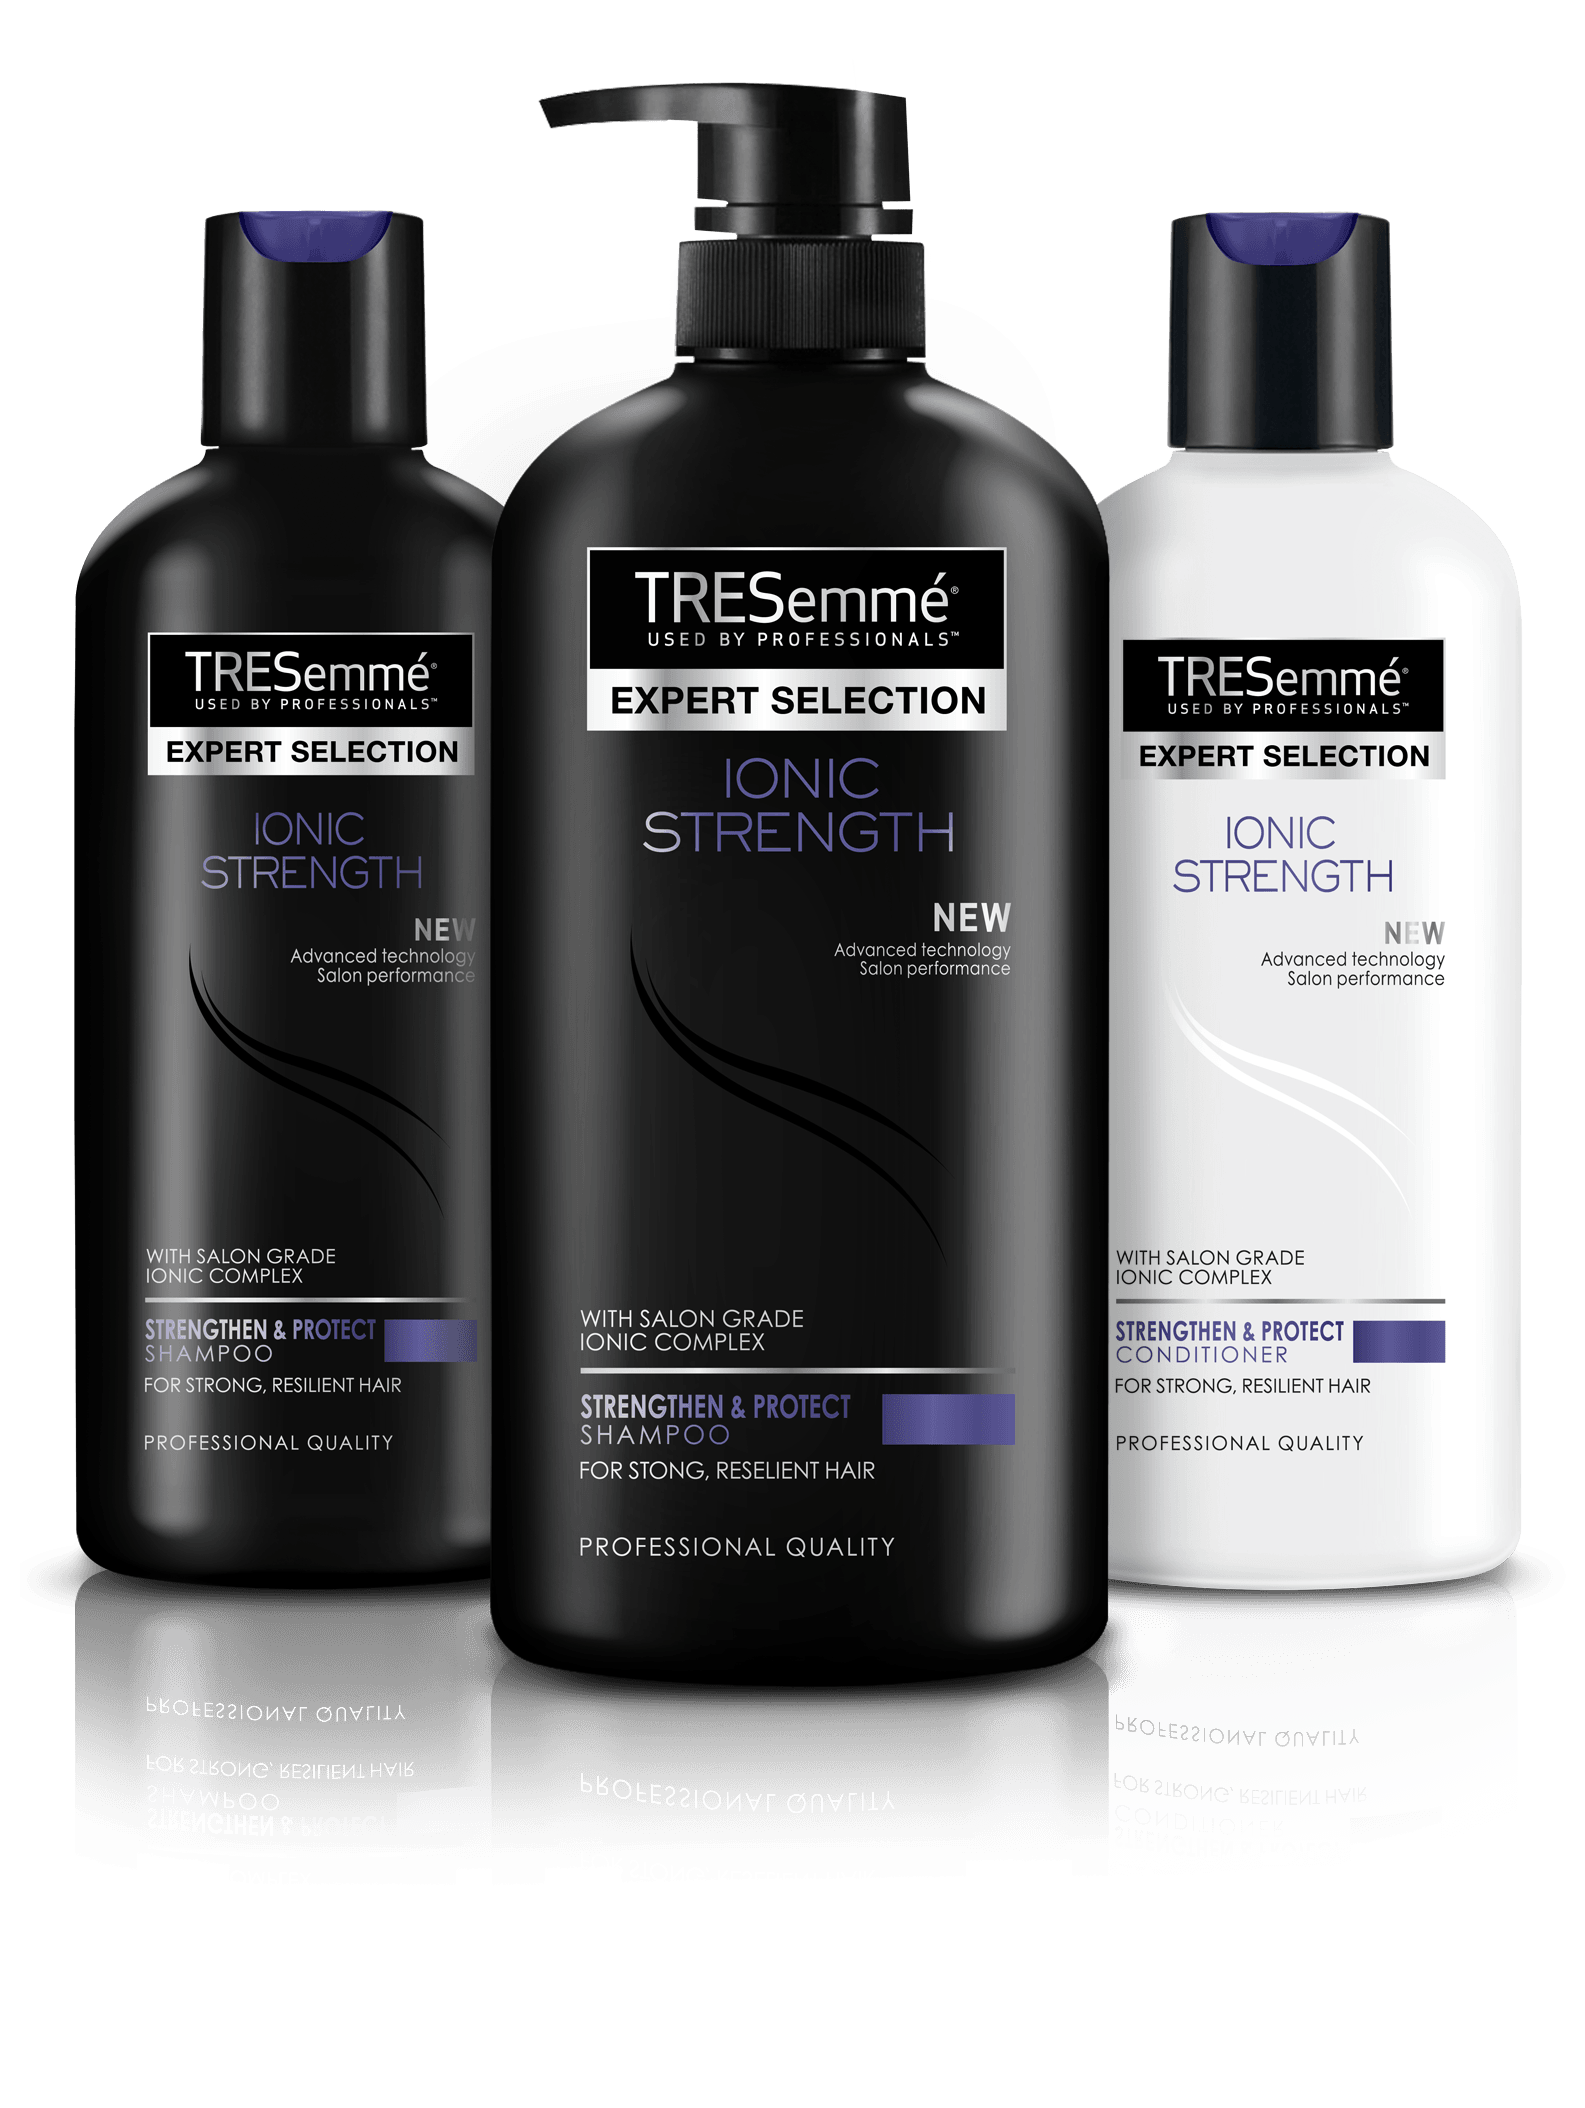 TRESemmé®
USED BY PROFESSIONALS™
EXPERT SELECTION
IONIC
STRENGTH
NEW
Advanced technology
Salon performance
WITH SALON GRADE
IONIC COMPLEX
STRENGTHEN & PROTECT
SHAMPOO
FOR STRONG, RESILIENT HAIR
PROFESSIONAL QUALITY
TRESemmé®
USED BY PROFESSIONALS™
EXPERT SELECTION
IONIC
STRENGTH
NEW
Advanced technology
Salon performance
WITH SALON GRADE
IONIC COMPLEX
STRENGTHEN & PROTECT
SHAMPOO
FOR STONG, RESELIENT HAIR
PROFESSIONAL QUALITY
TRESemmé®
USED BY PROFESSIONALS™
EXPERT SELECTION
IONIC
STRENGTH
NEW
Advanced technology
Salon performance
WITH SALON GRADE
IONIC COMPLEX
STRENGTHEN & PROTECT
CONDITIONER
FOR STRONG, RESILIENT HAIR
PROFESSIONAL QUALITY